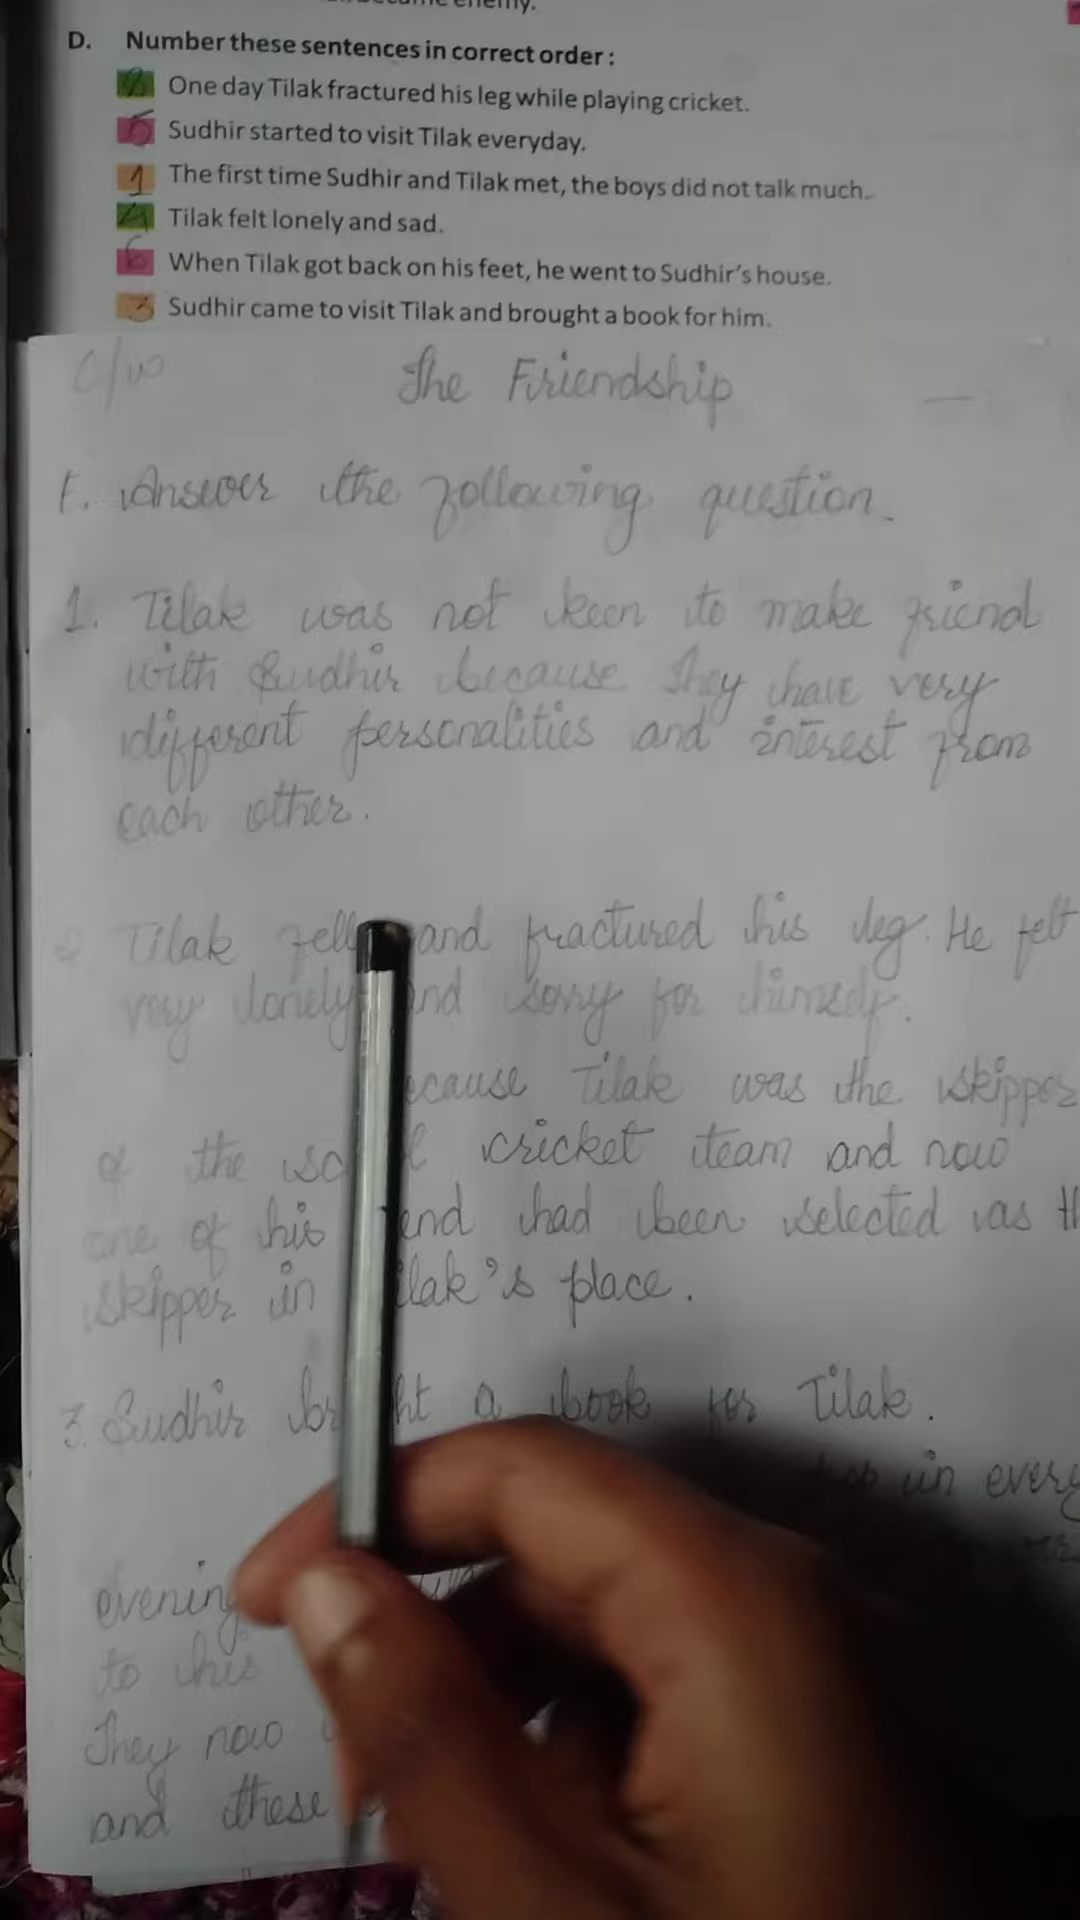 enemy.
D. Number these sentences in correct order :
One day Tilak fractured his leg while playing cricket.
5 Sudhir started to visit Tilak everyday.
1 The first time Sudhir and Tilak met, the boys did not talk much.
4 Tilak felt lonely and sad.
6 When Tilak got back on his feet, he went to Sudhir's house.
3 Sudhir came to visit Tilak and brought a book for him.
C/w The Friendship
F. Answer the following question.
1. Tilak was not keen to make friend
with Sudhir because they have very
different personalities and interest from
each other.
2 Tilak fell and fractured his leg. He felt
very lonely and sorry for himself.
ecause Tilak was the skipper
of the cricket team and now
one of his end had been selected as th
skipper in ilak's place.
3. Sudhir ht a book for Tilak.
in every
evening
to his
They now
and these